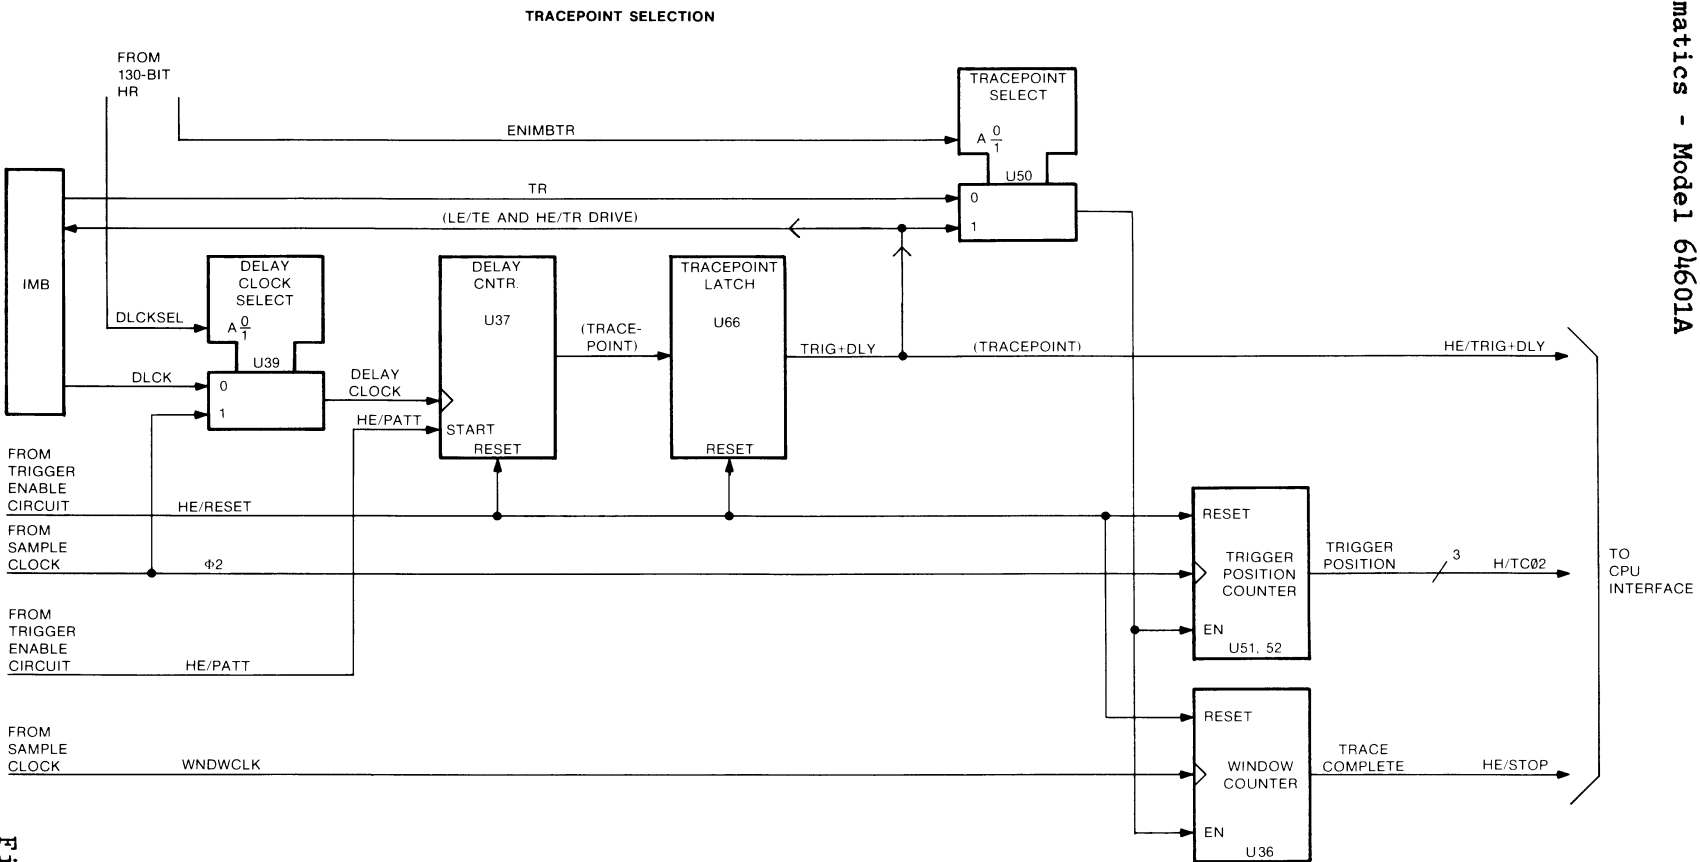 TRACEPOINT SELECTION
matics - Model 64601A
FROM
130-BIT
HR
TRACEPOINT
SELECT
ENIMBTR
A 0/1
U50
TR
0
(LE/TE AND HE/TR DRIVE)
1
IMB
DELAY
CLOCK
SELECT
DELAY
CNTR.
U37
TRACEPOINT
LATCH
U66
DLCKSEL
A 0/1
(TRACE-
POINT)
TRIG+DLY
(TRACEPOINT)
HE/TRIG+DLY
U39
DLCK
0
DELAY
CLOCK
1
HE/PATT
START
RESET
RESET
FROM
TRIGGER
ENABLE
CIRCUIT
HE/RESET
RESET
FROM
SAMPLE
CLOCK
Φ2
TRIGGER
POSITION
COUNTER
TRIGGER
POSITION
3
H/TCØ2
TO
CPU
INTERFACE
FROM
TRIGGER
ENABLE
CIRCUIT
HE/PATT
EN
U51, 52
RESET
FROM
SAMPLE
CLOCK
WNDWCLK
WINDOW
COUNTER
TRACE
COMPLETE
HE/STOP
EN
U36